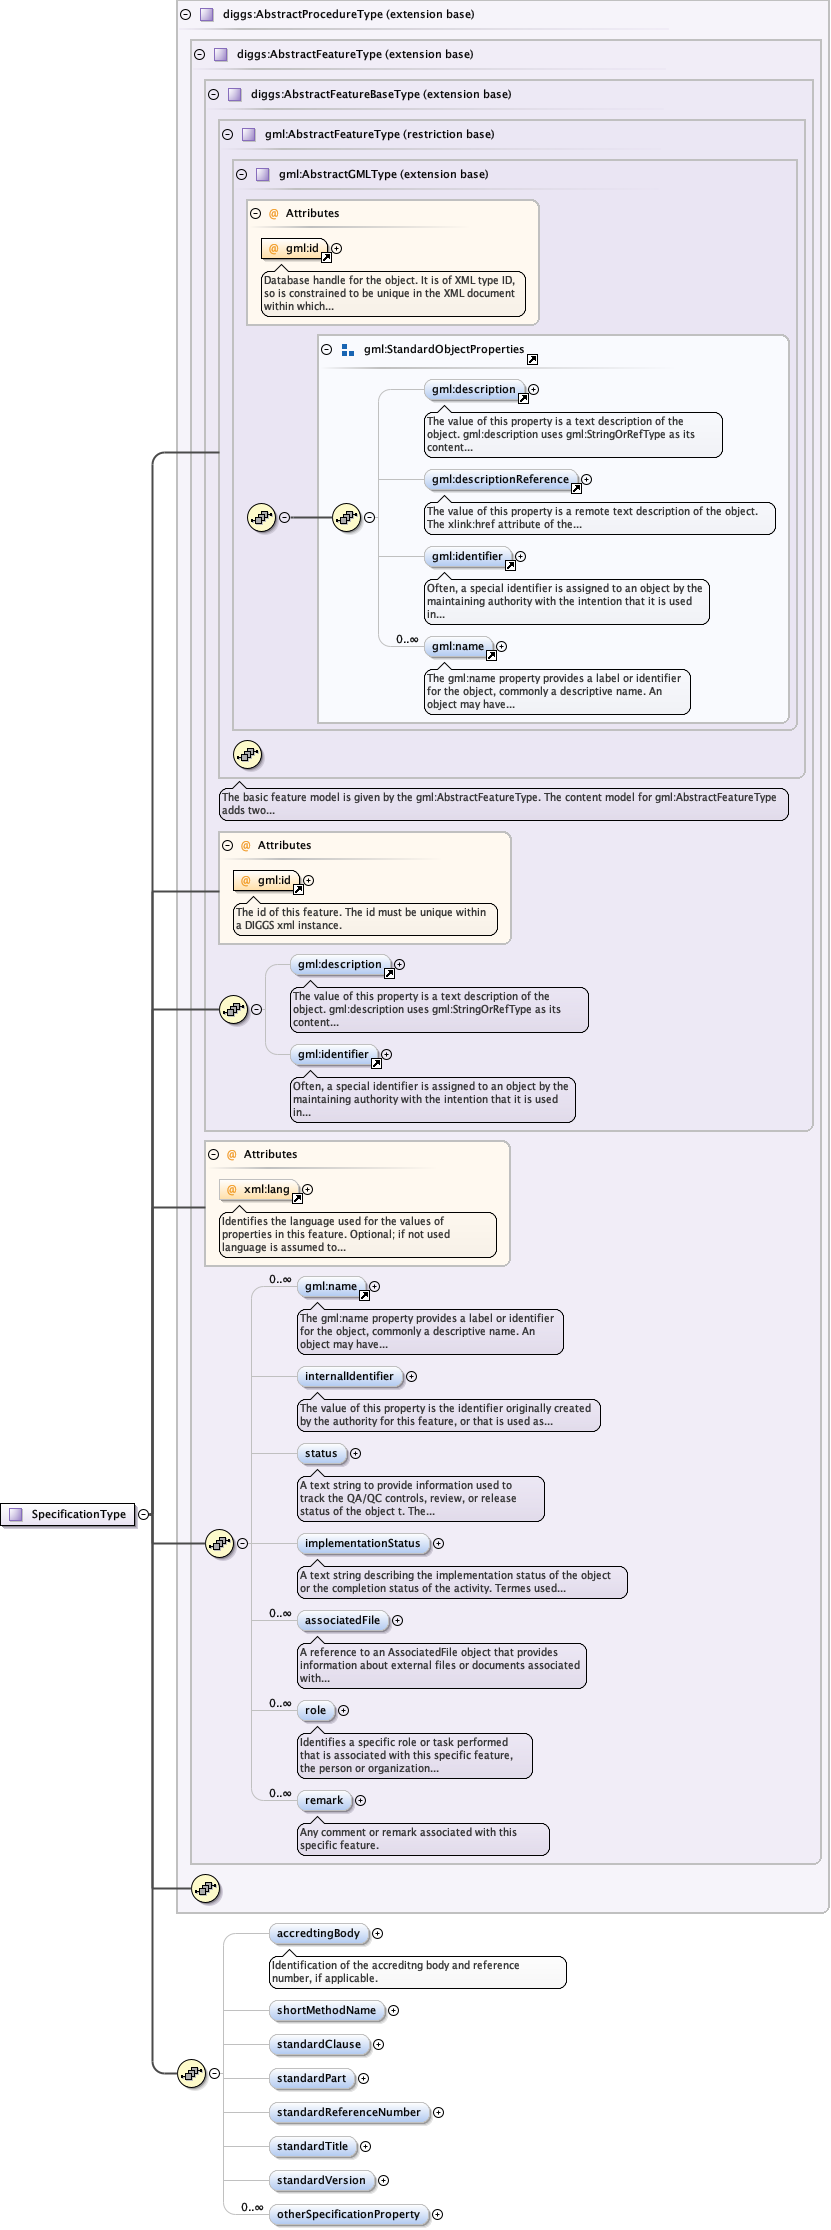 diggs:AbstractProcedureType (extension base)
diggs:AbstractFeatureType (extension base)
diggs:AbstractFeatureBaseType (extension base)
gml:AbstractFeatureType (restriction base)
gml:AbstractGMLType (extension base)
@ Attributes
@ gml:id
Database handle for the object. It is of XML type ID,
so is constrained to be unique in the XML document
within which...
gml:StandardObjectProperties
gml:description
The value of this property is a text description of the
object. gml:description uses gml:StringOrRefType as its
content...
gml:descriptionReference
The value of this property is a remote text description of the object.
The xlink:href attribute of the...
gml:identifier
Often, a special identifier is assigned to an object by the
maintaining authority with the intention that it is used
in...
0..∞
gml:name
The gml:name property provides a label or identifier
for the object, commonly a descriptive name. An
object may have...
The basic feature model is given by the gml:AbstractFeatureType. The content model for gml:AbstractFeatureType
adds two...
@ Attributes
@ gml:id
The id of this feature. The id must be unique within
a DIGGS xml instance.
gml:description
The value of this property is a text description of the
object. gml:description uses gml:StringOrRefType as its
content...
gml:identifier
Often, a special identifier is assigned to an object by the
maintaining authority with the intention that it is used
in...
@ Attributes
@ xml:lang
Identifies the language used for the values of
properties in this feature. Optional; if not used
language is assumed to...
0..∞
gml:name
The gml:name property provides a label or identifier
for the object, commonly a descriptive name. An
object may have...
internalIdentifier
The value of this property is the identifier originally created
by the authority for this feature, or that is used as...
status
A text string to provide information used to
track the QA/QC controls, review, or release
status of the object t. The...
SpecificationType
implementationStatus
A text string describing the implementation status of the object
or the completion status of the activity. Termes used...
0..∞
associatedFile
A reference to an AssociatedFile object that provides
information about external files or documents associated
with...
0..∞
role
Identifies a specific role or task performed
that is associated with this specific feature,
the person or organization...
0..∞
remark
Any comment or remark associated with this
specific feature.
accredtingBody
Identification of the accreditng body and reference
number, if applicable.
shortMethodName
standardClause
standardPart
standardReferenceNumber
standardTitle
standardVersion
0..∞
otherSpecificationProperty